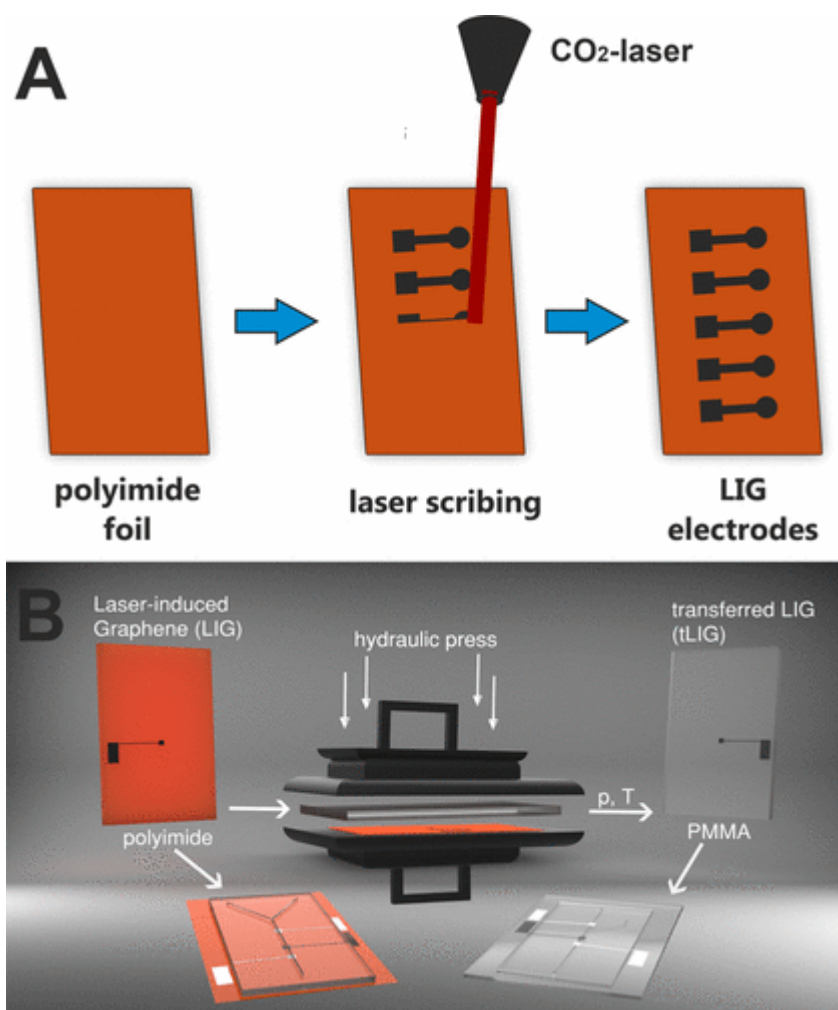 A
CO₂-laser
polyimide
foil
laser scribing
LIG
electrodes
B
Laser-induced
Graphene (LIG)
hydraulic press
transferred LIG
(tLIG)
p, T
polyimide
PMMA